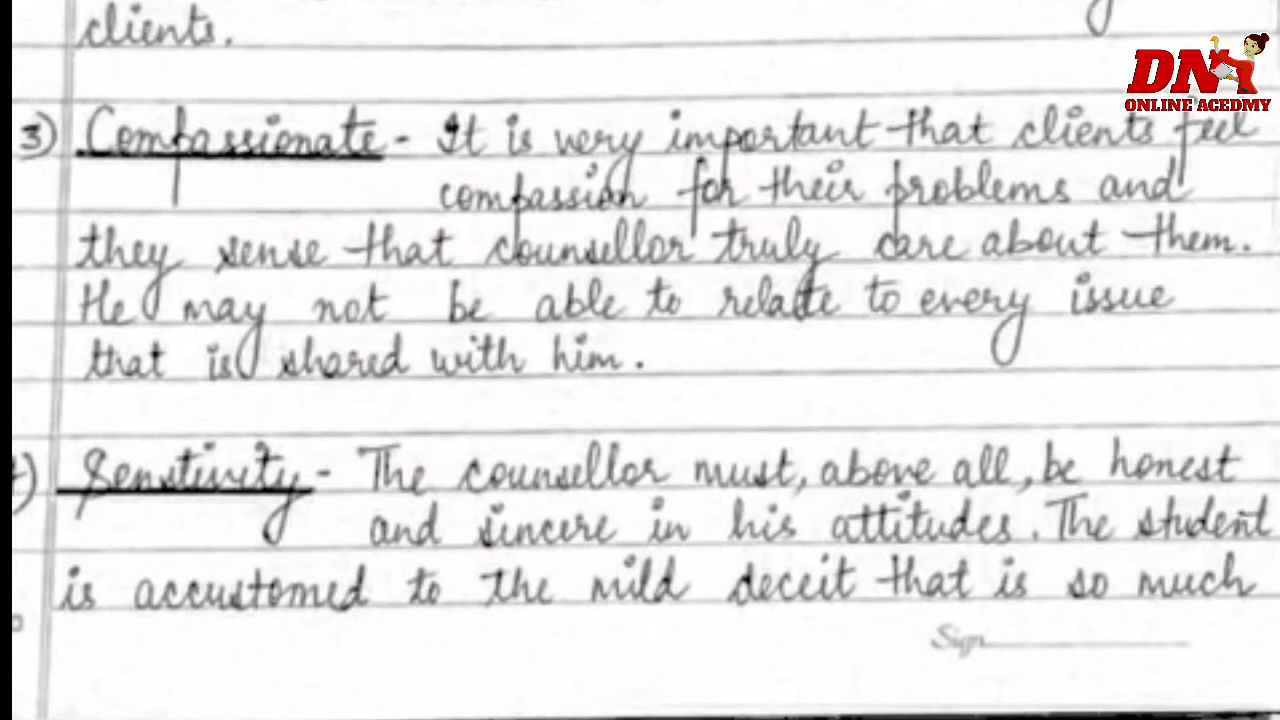 clients.
DN
ONLINE ACEDMY
3) Compassionate - It is very important that clients feel
compassion for their problems and
they sense that counsellor truly care about them.
He may not be able to relate to every issue
that is shared with him.
) Senstivity - The counsellor must, above all, be honest
and sincere in his attitudes. The student
is accustomed to the mild deceit that is so much
Sign